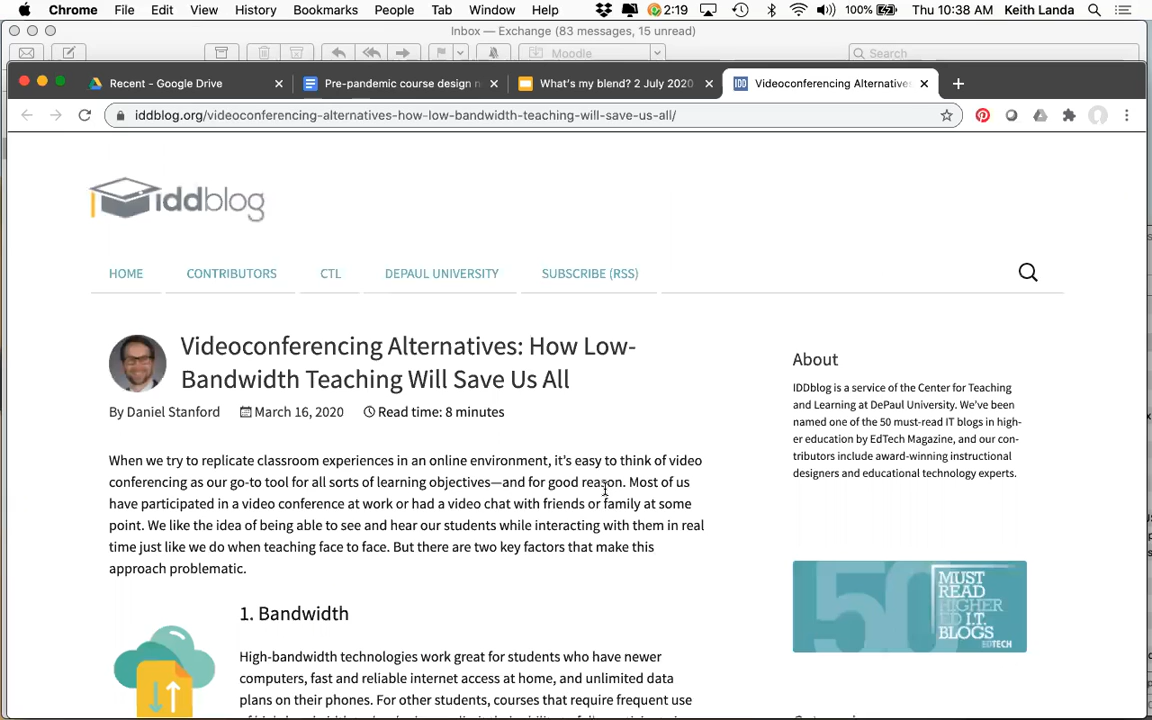 Chrome File Edit View History Bookmarks People Tab Window Help 2:19 100% Thu 10:38 AM Keith Landa
Inbox — Exchange (83 messages, 15 unread)
Moodle Search
Recent - Google Drive Pre-pandemic course design n What's my blend? 2 July 2020 Videoconferencing Alternative
iddblog.org/videoconferencing-alternatives-how-low-bandwidth-teaching-will-save-us-all/
iddblog
HOME CONTRIBUTORS CTL DEPAUL UNIVERSITY SUBSCRIBE (RSS)
Videoconferencing Alternatives: How Low-
Bandwidth Teaching Will Save Us All
By Daniel Stanford March 16, 2020 Read time: 8 minutes
When we try to replicate classroom experiences in an online environment, it's easy to think of video
conferencing as our go-to tool for all sorts of learning objectives—and for good reason. Most of us
have participated in a video conference at work or had a video chat with friends or family at some
point. We like the idea of being able to see and hear our students while interacting with them in real
time just like we do when teaching face to face. But there are two key factors that make this
approach problematic.
1. Bandwidth
High-bandwidth technologies work great for students who have newer
computers, fast and reliable internet access at home, and unlimited data
plans on their phones. For other students, courses that require frequent use
About
IDDblog is a service of the Center for Teaching
and Learning at DePaul University. We've been
named one of the 50 must-read IT blogs in high-
er education by EdTech Magazine, and our con-
tributors include award-winning instructional
designers and educational technology experts.
50 MUST
READ
HIGHER
ED I.T.
BLOGS
EDTECH